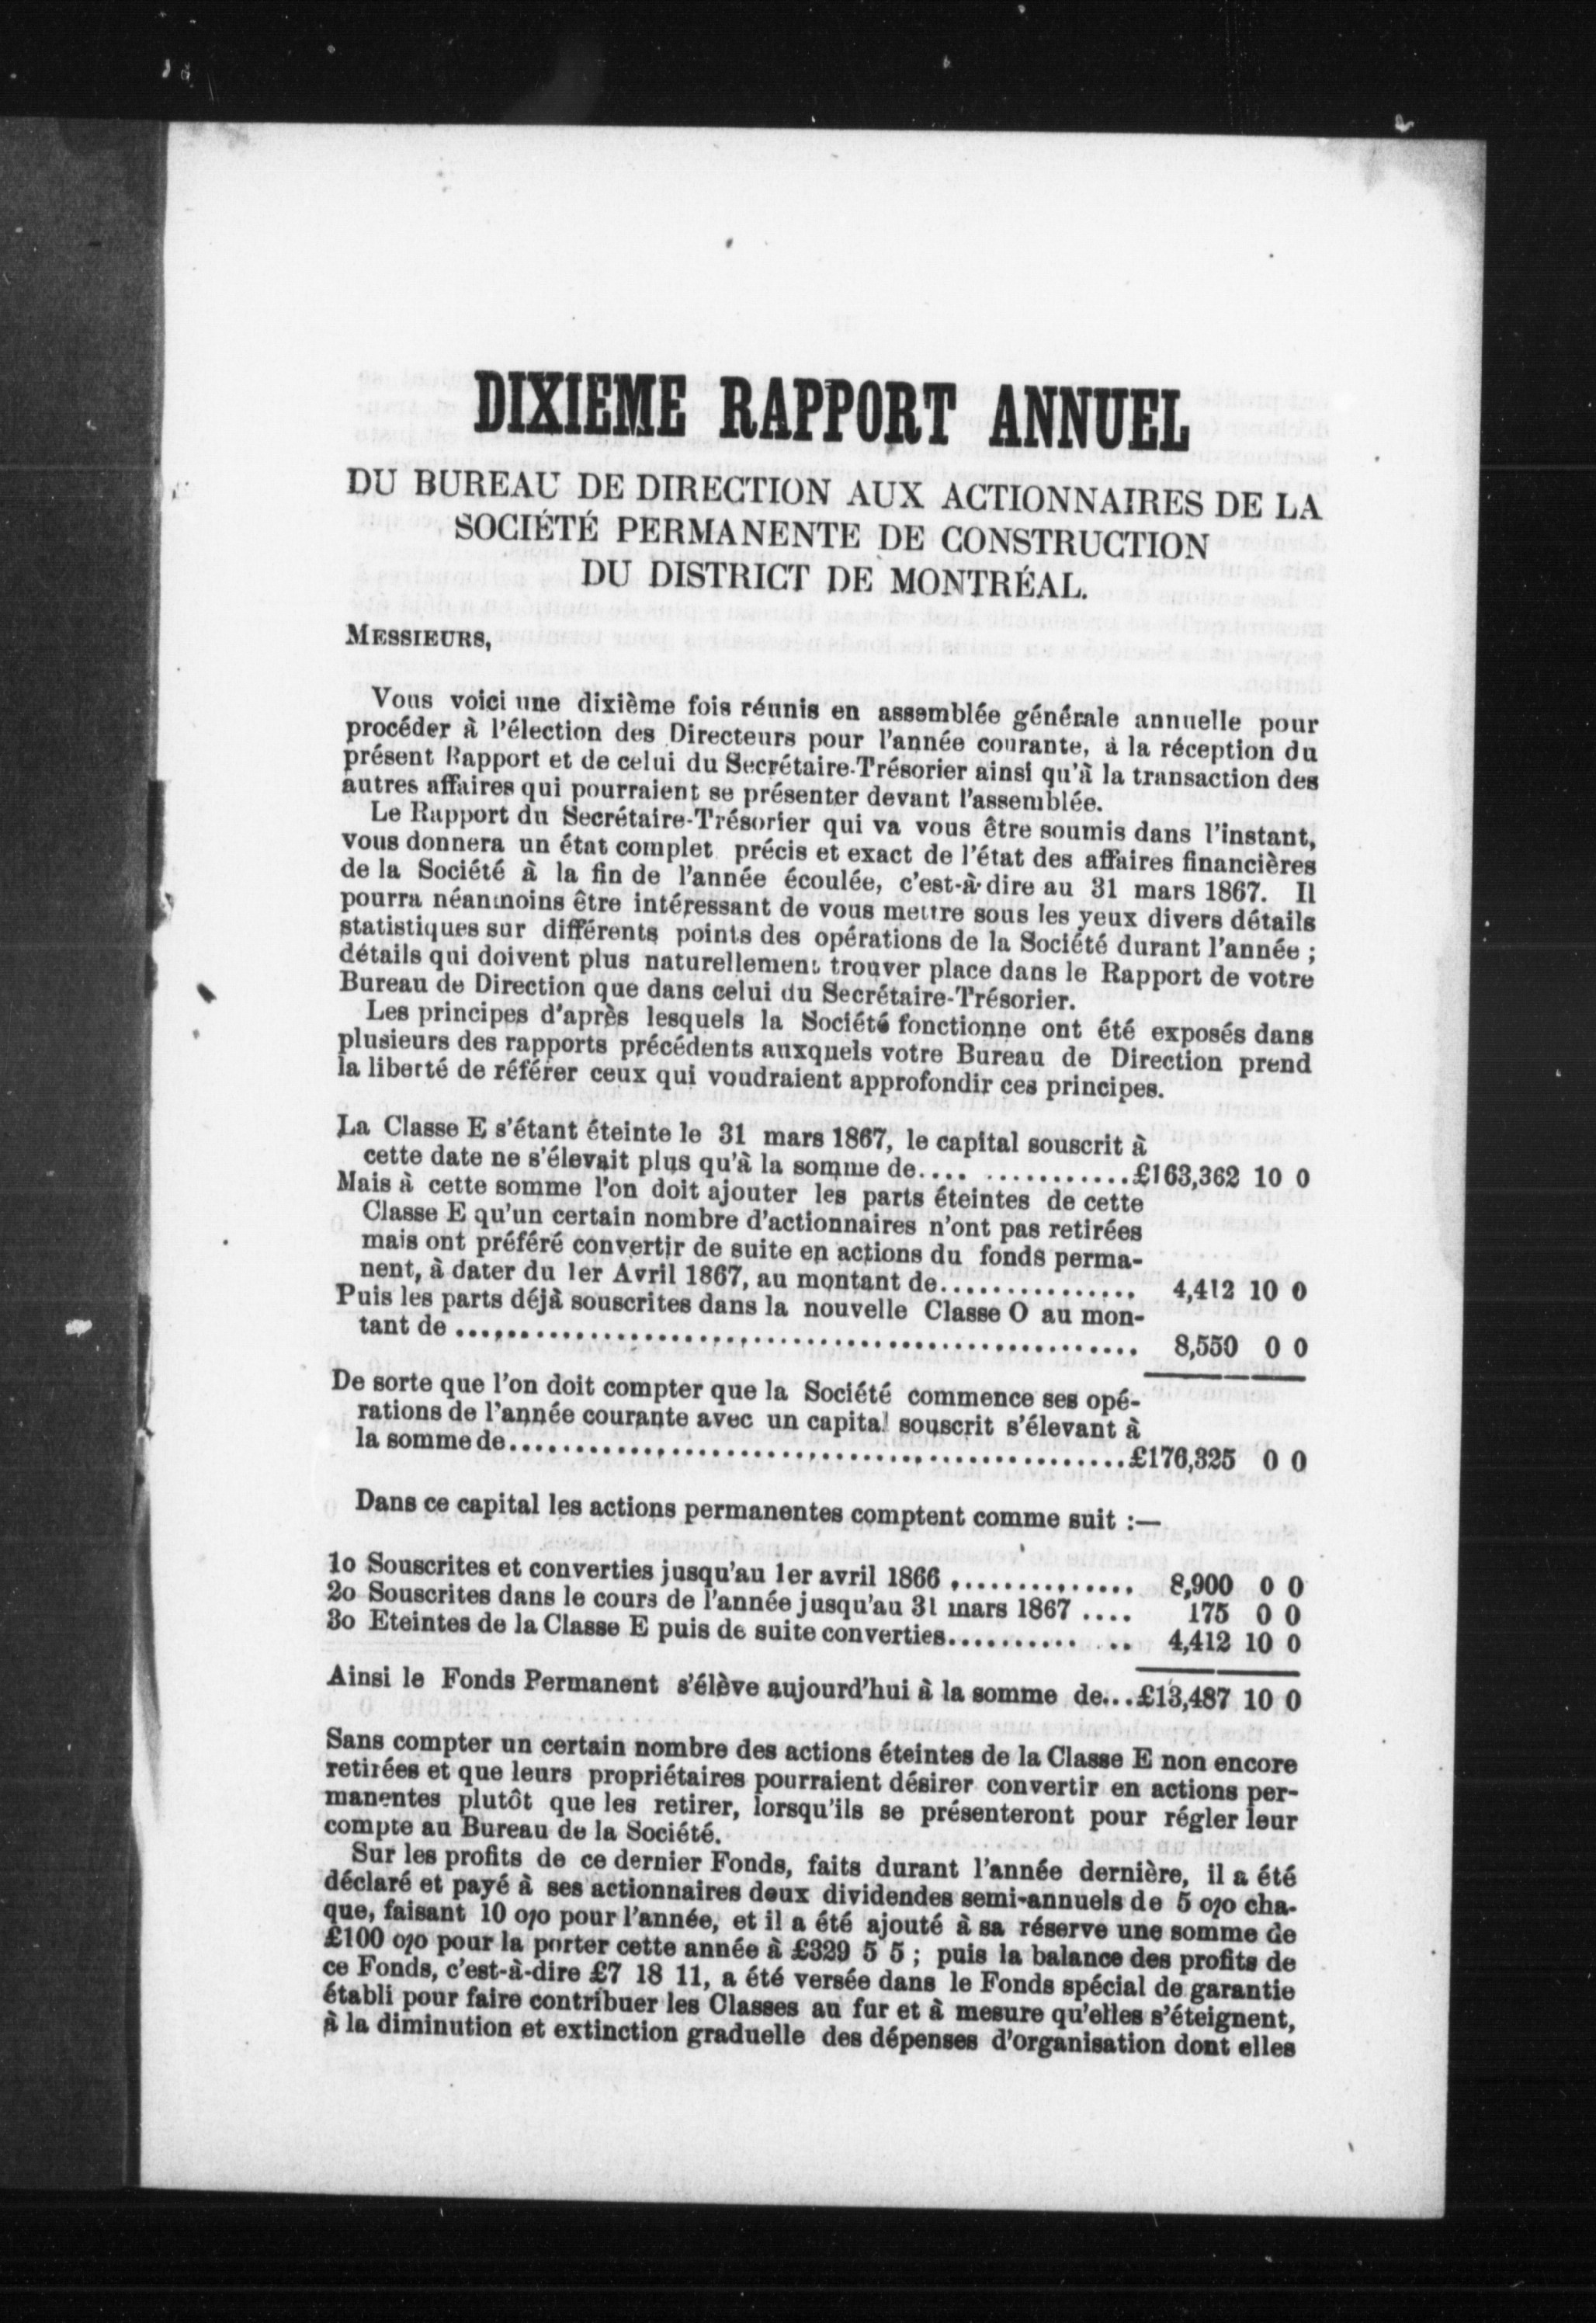 DIXIEME RAPPORT ANNUEL
DU BUREAU DE DIRECTION AUX ACTIONNAIRES DE LA
SOCIÉTÉ PERMANENTE DE CONSTRUCTION
DU DISTRICT DE MONTRÉAL.
MESSIEURS,
Vous voici une dixième fois réunis en assemblée générale annuelle pour
procéder à l'élection des Directeurs pour l'année courante, à la réception du
présent Rapport et de celui du Secrétaire-Trésorier ainsi qu'à la transaction des
autres affaires qui pourraient se présenter devant l'assemblée.
Le Rapport du Secrétaire-Trésorier qui va vous être soumis dans l'instant,
vous donnera un état complet précis et exact de l'état des affaires financières
de la Société à la fin de l'année écoulée, c'est-à-dire au 31 mars 1867. Il
pourra néanmoins être intéressant de vous mettre sous les yeux divers détails
statistiques sur différents points des opérations de la Société durant l'année ;
détails qui doivent plus naturellement trouver place dans le Rapport de votre
Bureau de Direction que dans celui du Secrétaire-Trésorier.
Les principes d'après lesquels la Société fonctionne ont été exposés dans
plusieurs des rapports précédents auxquels votre Bureau de Direction prend
la liberté de référer ceux qui voudraient approfondir ces principes.
La Classe E s'étant éteinte le 31 mars 1867, le capital souscrit à
cette date ne s'élevait plus qu'à la somme de.... ...........£163,362 10 0
Mais à cette somme l'on doit ajouter les parts éteintes de cette
Classe E qu'un certain nombre d'actionnaires n'ont pas retirées
mais ont préféré convertir de suite en actions du fonds perma-
nent, à dater du 1er Avril 1867, au montant de................ 4,412 10 0
Puis les parts déjà souscrites dans la nouvelle Classe O au mon-
tant de .................................................... 8,550 0 0
De sorte que l'on doit compter que la Société commence ses opé-
rations de l'année courante avec un capital souscrit s'élevant à
la somme de...............................................£176,325 0 0
Dans ce capital les actions permanentes comptent comme suit :—
1o Souscrites et converties jusqu'au 1er avril 1866 .............. 8,900 0 0
2o Souscrites dans le cours de l'année jusqu'au 31 mars 1867 .... 175 0 0
3o Eteintes de la Classe E puis de suite converties.......... .. 4,412 10 0
Ainsi le Fonds Permanent s'élève aujourd'hui à la somme de...£13,487 10 0
Sans compter un certain nombre des actions éteintes de la Classe E non encore
retirées et que leurs propriétaires pourraient désirer convertir en actions per-
manentes plutôt que les retirer, lorsqu'ils se présenteront pour régler leur
compte au Bureau de la Société.
Sur les profits de ce dernier Fonds, faits durant l'année dernière, il a été
déclaré et payé à ses actionnaires deux dividendes semi-annuels de 5 o⁄o cha-
que, faisant 10 o⁄o pour l'année, et il a été ajouté à sa réserve une somme de
£100 o⁄o pour la porter cette année à £329 5 5 ; puis la balance des profits de
ce Fonds, c'est-à-dire £7 18 11, a été versée dans le Fonds spécial de garantie
établi pour faire contribuer les Classes au fur et à mesure qu'elles s'éteignent,
à la diminution et extinction graduelle des dépenses d'organisation dont elles